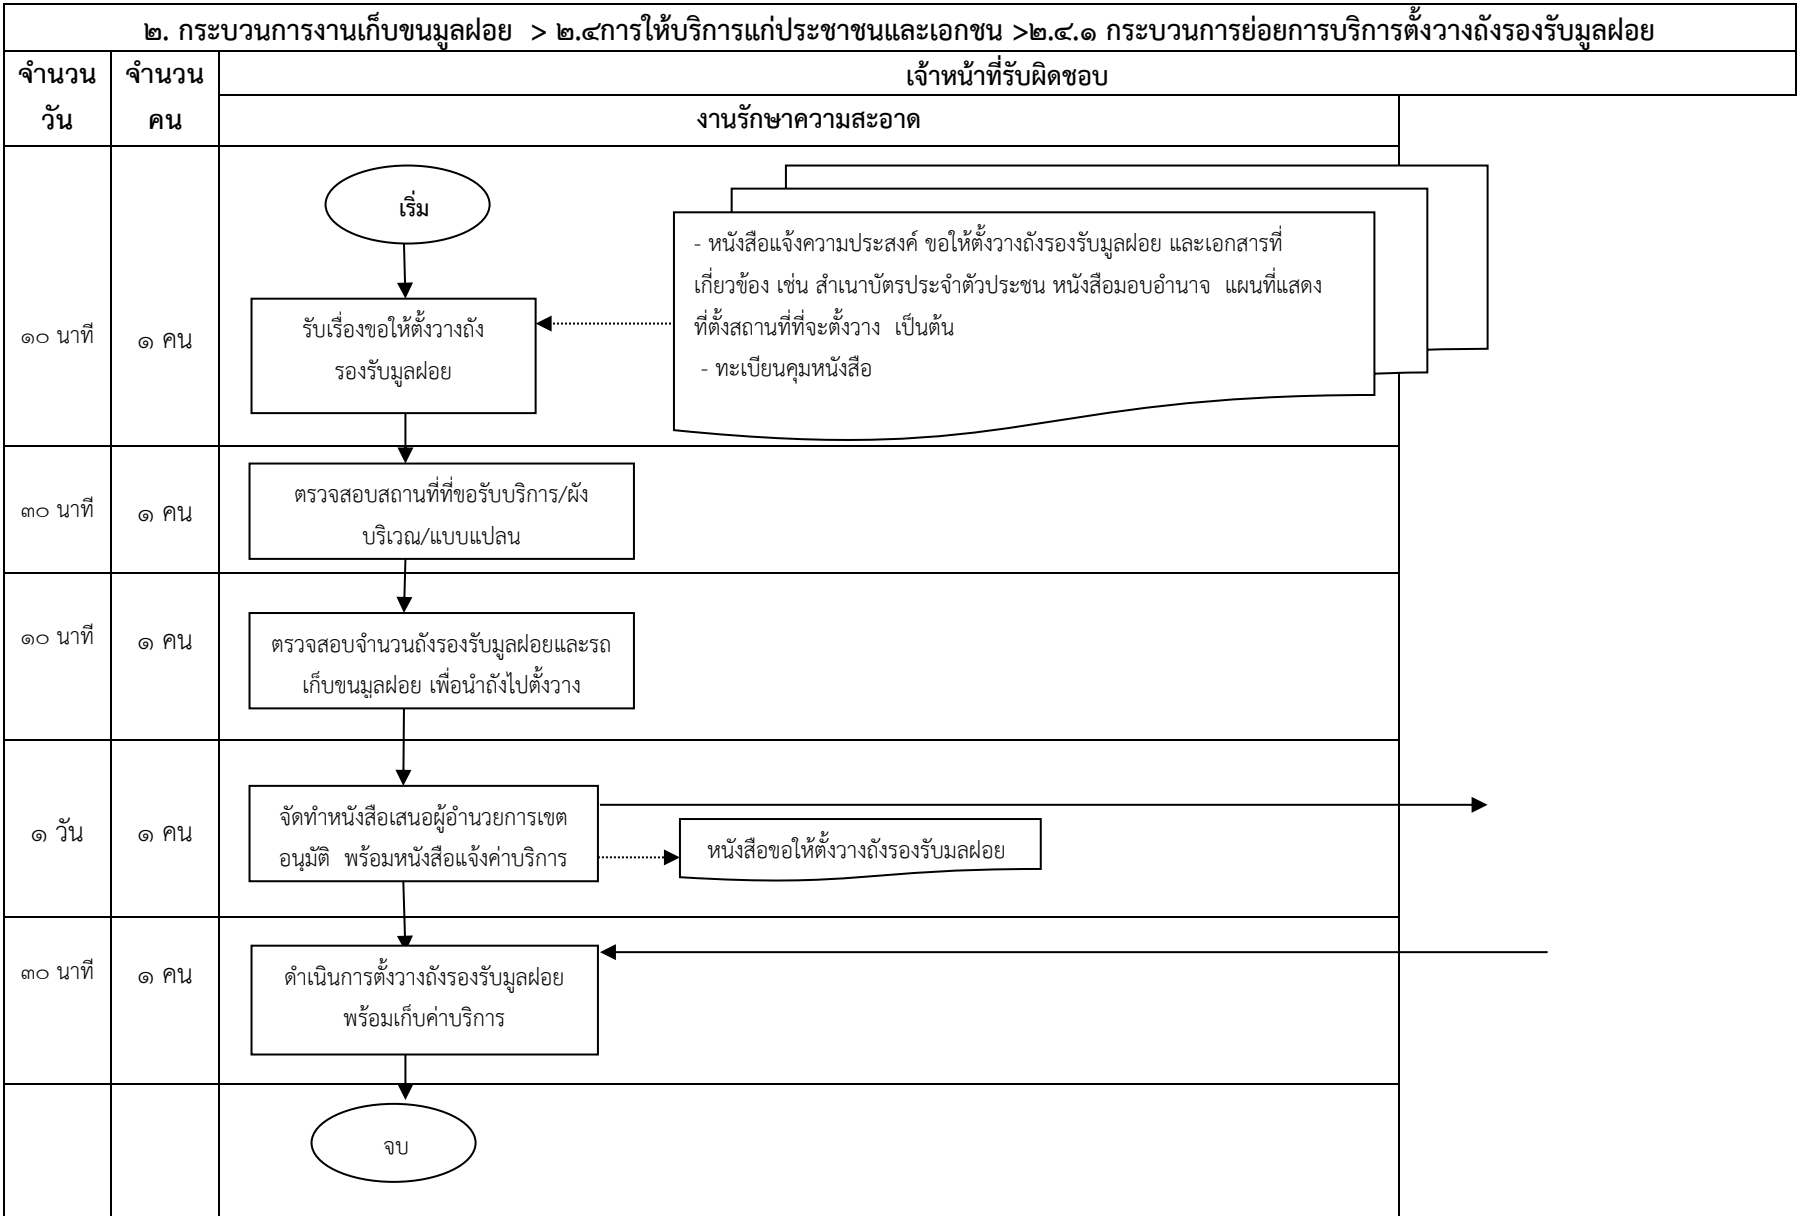 ๒. กระบวนการงานเก็บขนมูลฝอย > ๒.๔การให้บริการแก่ประชาชนและเอกชน >๒.๔.๑ กระบวนการย่อยการบริการตั้งวางถังรองรับมูลฝอย
จำนวน
วัน
จำนวน
คน
เจ้าหน้าที่รับผิดชอบ
งานรักษาความสะอาด
เริ่ม
- หนังสือแจ้งความประสงค์ ขอให้ตั้งวางถังรองรับมูลฝอย และเอกสารที่
เกี่ยวข้อง เช่น สำเนาบัตรประจำตัวประชน หนังสือมอบอำนาจ แผนที่แสดง
ที่ตั้งสถานที่ที่จะตั้งวาง เป็นต้น
- ทะเบียนคุมหนังสือ
๑๐ นาที
๑ คน
รับเรื่องขอให้ตั้งวางถัง
รองรับมูลฝอย
๓๐ นาที
๑ คน
ตรวจสอบสถานที่ที่ขอรับบริการ/ผัง
บริเวณ/แบบแปลน
๑๐ นาที
๑ คน
ตรวจสอบจำนวนถังรองรับมูลฝอยและรถ
เก็บขนมูลฝอย เพื่อนำถังไปตั้งวาง
๑ วัน
๑ คน
จัดทำหนังสือเสนอผู้อำนวยการเขต
อนุมัติ พร้อมหนังสือแจ้งค่าบริการ
หนังสือขอให้ตั้งวางถังรองรับมลฝอย
๓๐ นาที
๑ คน
ดำเนินการตั้งวางถังรองรับมูลฝอย
พร้อมเก็บค่าบริการ
จบ